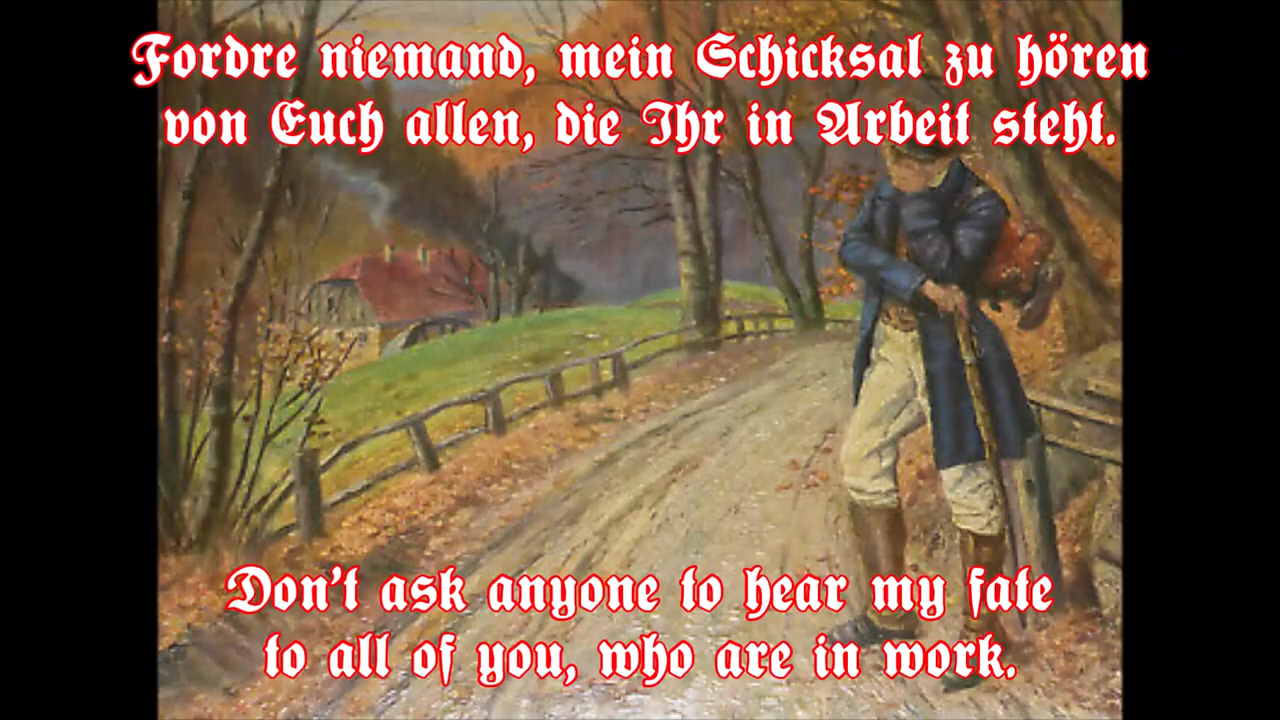 Fordre niemand, mein Schicksal zu hören
von Euch allen, die Ihr in Arbeit steht.
Don't ask anyone to hear my fate
to all of you, who are in work.